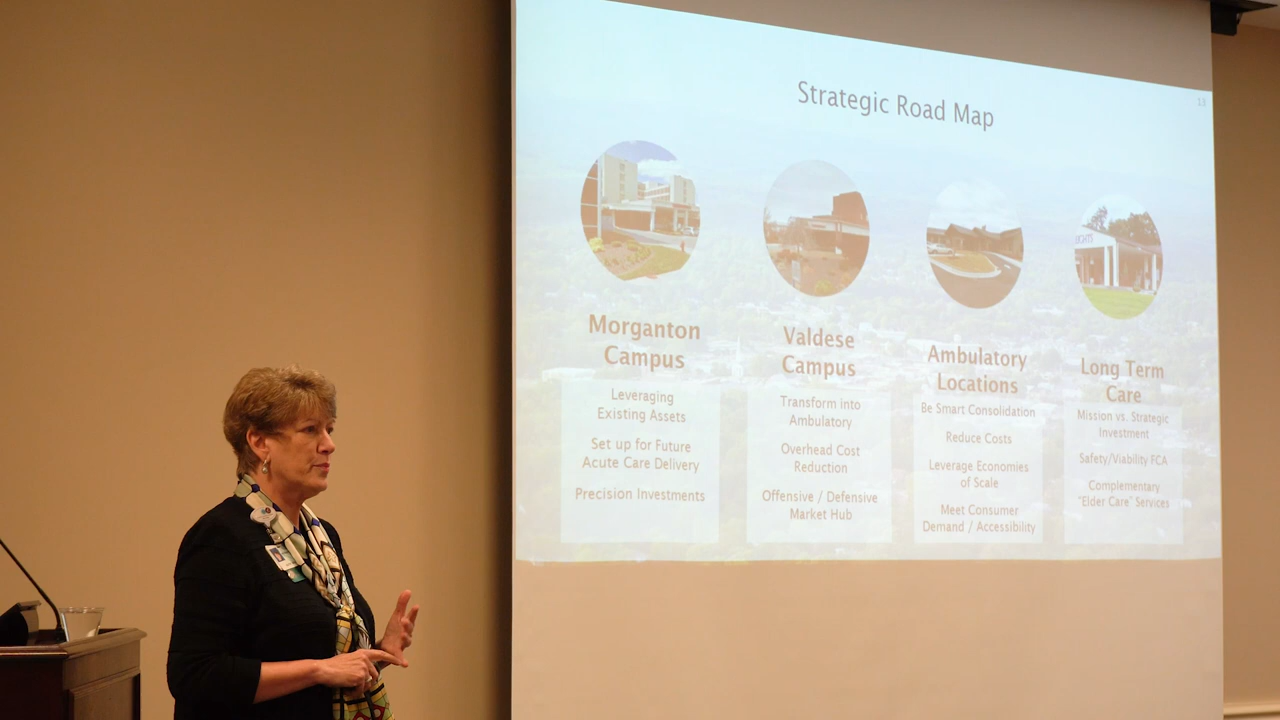 Strategic Road Map
13
Morganton
Campus
Leveraging
Existing Assets
Set up for Future
Acute Care Delivery
Precision Investments
Valdese
Campus
Transform into
Ambulatory
Overhead Cost
Reduction
Offensive / Defensive
Market Hub
Ambulatory
Locations
Be Smart Consolidation
Reduce Costs
Leverage Economies
of Scale
Meet Consumer
Demand / Accessibility
Long Term
Care
Mission vs. Strategic
Investment
Safety/Viability FCA
Complementary
"Elder Care" Services